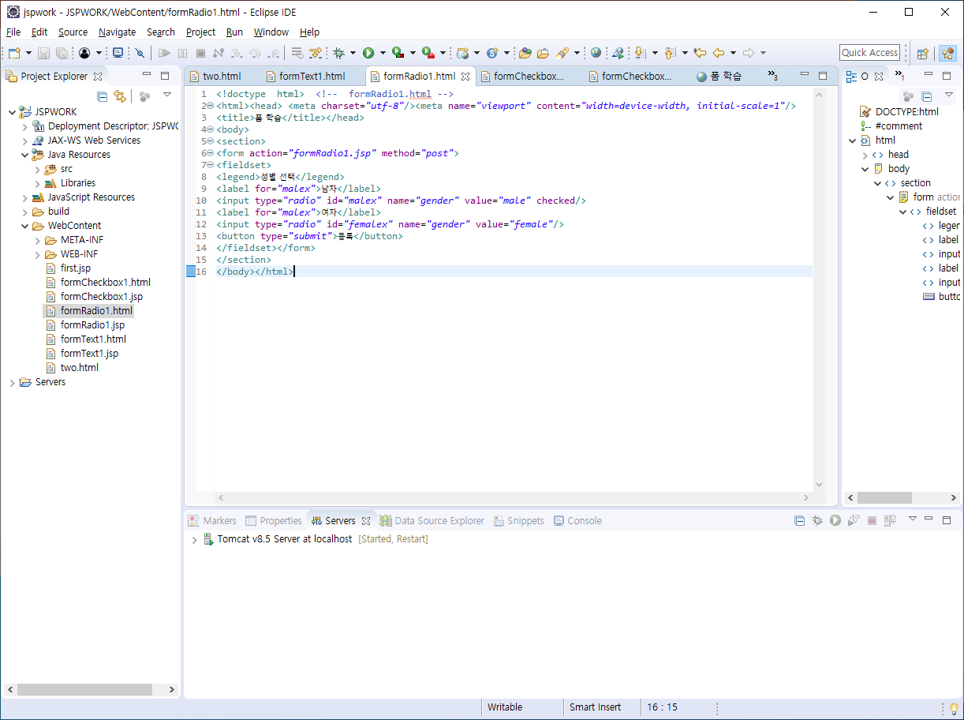 jspwork - JSPWORK/WebContent/formRadio1.html - Eclipse IDE
File Edit Source Navigate Search Project Run Window Help
Quick Access
Project Explorer
JSPWORK
Deployment Descriptor: JSPWC
JAX-WS Web Services
Java Resources
src
Libraries
JavaScript Resources
build
WebContent
META-INF
WEB-INF
first.jsp
formCheckbox1.html
formCheckbox1.jsp
formRadio1.html
formRadio1.jsp
formText1.html
formText1.jsp
two.html
Servers
two.html formText1.html formRadio1.html formCheckbox... formCheckbox... 폼 학습 »3
1 <!doctype  html>  <!--  formRadio1.html -->
2 <html><head> <meta charset="utf-8"/><meta name="viewport" content="width=device-width, initial-scale=1"/>
3 <title>폼 학습</title></head>
4 <body>
5 <section>
6 <form action="formRadio1.jsp" method="post">
7 <fieldset>
8 <legend>성별 선택</legend>
9 <label for="malex">남자</label>
10 <input type="radio" id="malex" name="gender" value="male" checked/>
11 <label for="malex">여자</label>
12 <input type="radio" id="femalex" name="gender" value="female"/>
13 <button type="submit">등록</button>
14 </fieldset></form>
15 </section>
16 </body></html>
O »1
DOCTYPE:html
#comment
html
head
body
section
form action
fieldset
leger
label
input
label
input
butto
Markers Properties Servers Data Source Explorer Snippets Console
Tomcat v8.5 Server at localhost [Started, Restart]
Writable Smart Insert 16 : 15